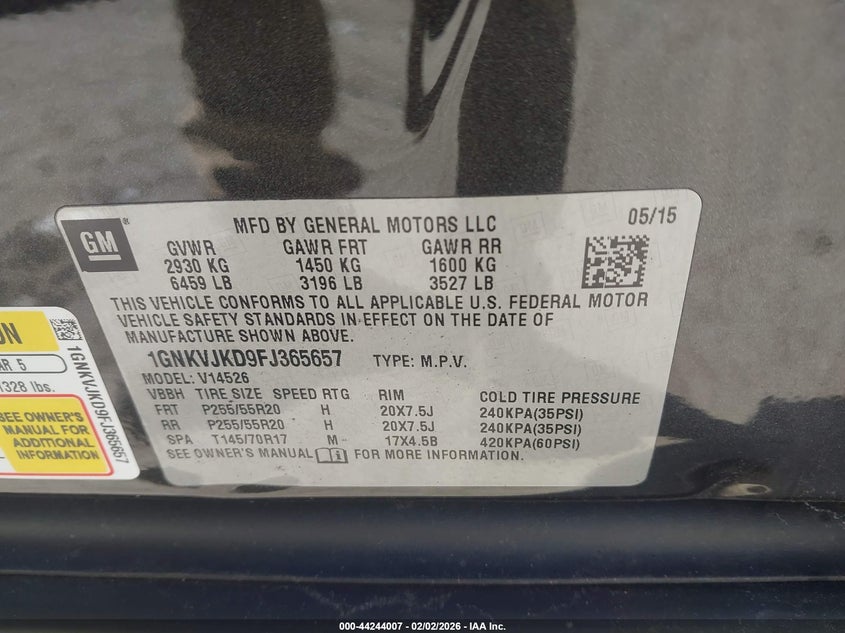 MFD BY GENERAL MOTORS LLC
05/15
GM
®
GVWR GAWR FRT GAWR RR
2930 KG 1450 KG 1600 KG
6459 LB 3196 LB 3527 LB
THIS VEHICLE CONFORMS TO ALL APPLICABLE U.S. FEDERAL MOTOR
VEHICLE SAFETY STANDARDS IN EFFECT ON THE DATE OF
MANUFACTURE SHOWN ABOVE.
1GNKVJKD9FJ365657 TYPE: M.P.V.
MODEL: V14526
VBBH TIRE SIZE SPEED RTG RIM COLD TIRE PRESSURE
FRT P255/55R20 H 20X7.5J 240KPA(35PSI)
RR P255/55R20 H 20X7.5J 240KPA(35PSI)
SPA T145/70R17 M 17X4.5B 420KPA(60PSI)
SEE OWNER'S MANUAL FOR MORE INFORMATION.
AR 5
1328 lbs.
SEE OWNER'S
MANUAL FOR
ADDITIONAL
INFORMATION
1GNKVJKD9FJ365657
000-44244007 - 02/02/2026 - IAA Inc.